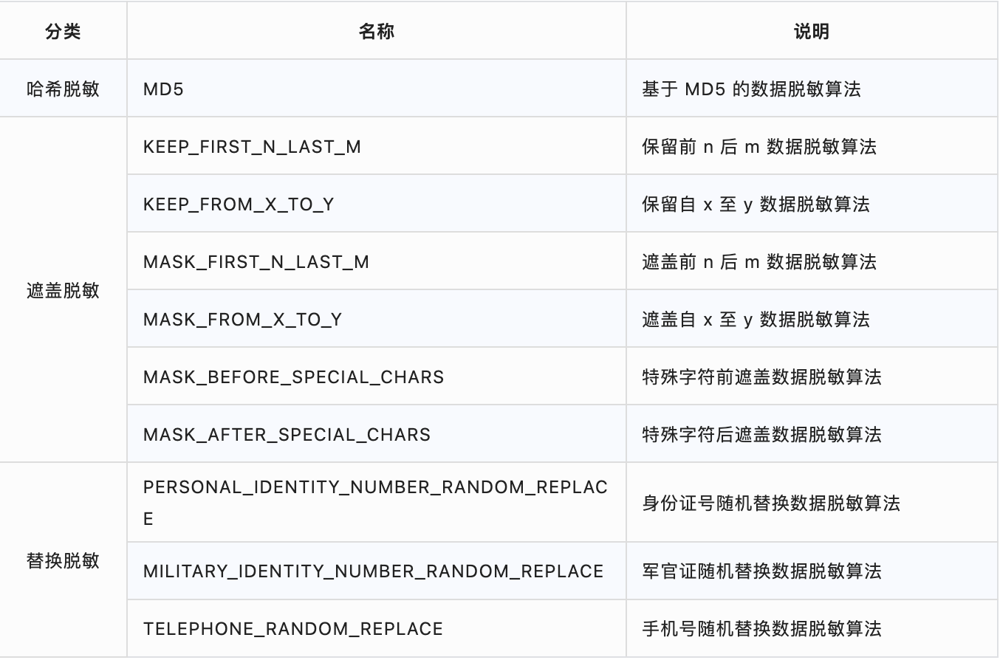 分类 名称 说明
哈希脱敏 MD5 基于 MD5 的数据脱敏算法
KEEP_FIRST_N_LAST_M 保留前 n 后 m 数据脱敏算法
KEEP_FROM_X_TO_Y 保留自 x 至 y 数据脱敏算法
MASK_FIRST_N_LAST_M 遮盖前 n 后 m 数据脱敏算法
遮盖脱敏
MASK_FROM_X_TO_Y 遮盖自 x 至 y 数据脱敏算法
MASK_BEFORE_SPECIAL_CHARS 特殊字符前遮盖数据脱敏算法
MASK_AFTER_SPECIAL_CHARS 特殊字符后遮盖数据脱敏算法
PERSONAL_IDENTITY_NUMBER_RANDOM_REPLAC
E
身份证号随机替换数据脱敏算法
替换脱敏
MILITARY_IDENTITY_NUMBER_RANDOM_REPLACE 军官证随机替换数据脱敏算法
TELEPHONE_RANDOM_REPLACE 手机号随机替换数据脱敏算法